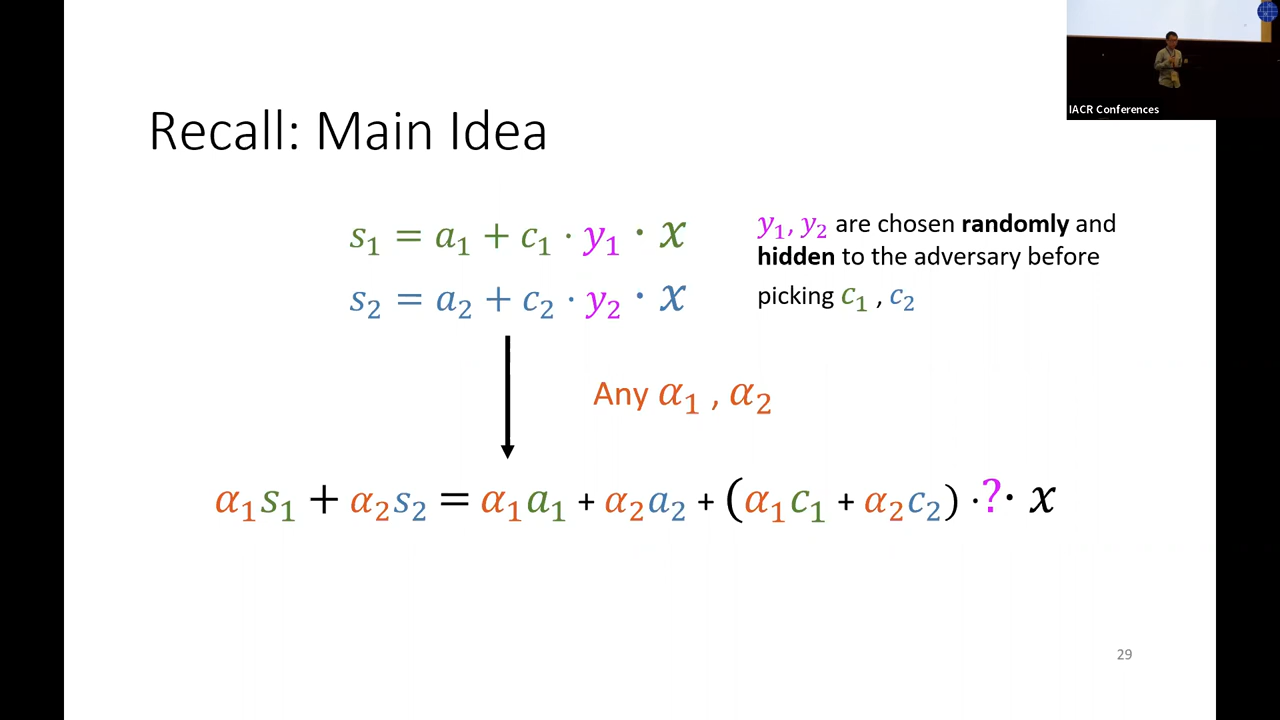 IACR Conferences
Recall: Main Idea
s₁ = a₁ + c₁ · y₁ · x
s₂ = a₂ + c₂ · y₂ · x
y₁, y₂ are chosen randomly and
hidden to the adversary before
picking c₁ , c₂
Any α₁ , α₂
α₁s₁ + α₂s₂ = α₁a₁ + α₂a₂ + (α₁c₁ + α₂c₂) ·?· x
29